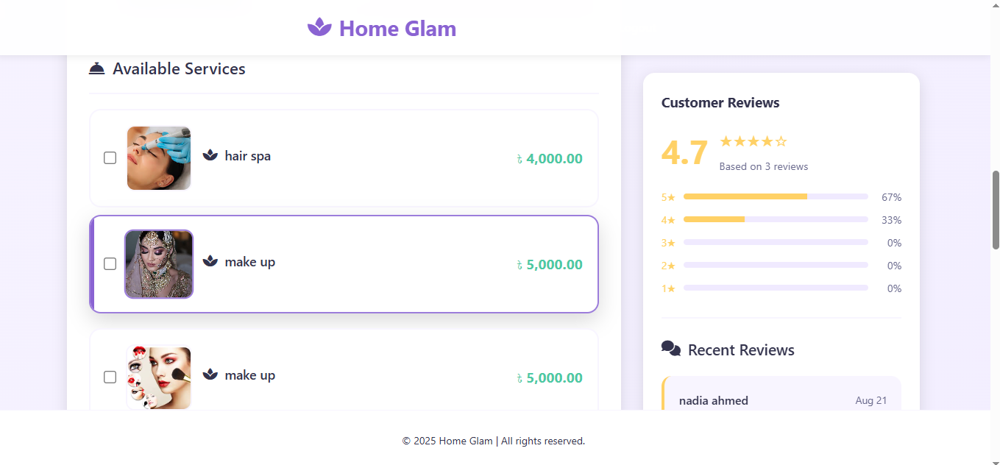 Home Glam
Available Services
hair spa
৳ 4,000.00
make up
৳ 5,000.00
make up
৳ 5,000.00
Customer Reviews
4.7
★★★★☆
Based on 3 reviews
5★ 67%
4★ 33%
3★ 0%
2★ 0%
1★ 0%
Recent Reviews
nadia ahmed Aug 21
© 2025 Home Glam | All rights reserved.